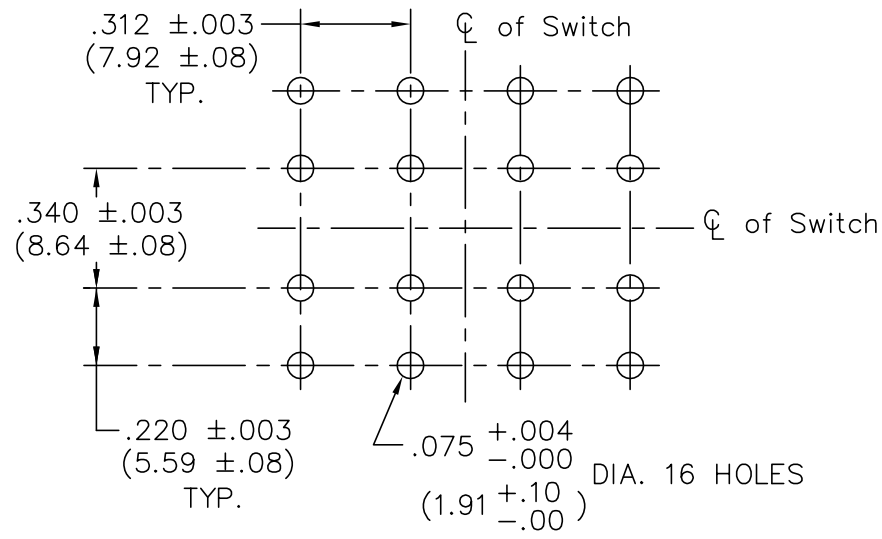 .312 ±.003
(7.92 ±.08)
TYP.
℄ of Switch
.340 ±.003
(8.64 ±.08)
℄ of Switch
.220 ±.003
(5.59 ±.08)
TYP.
.075 +.004
-.000
DIA. 16 HOLES
(1.91 +.10
-.00 )